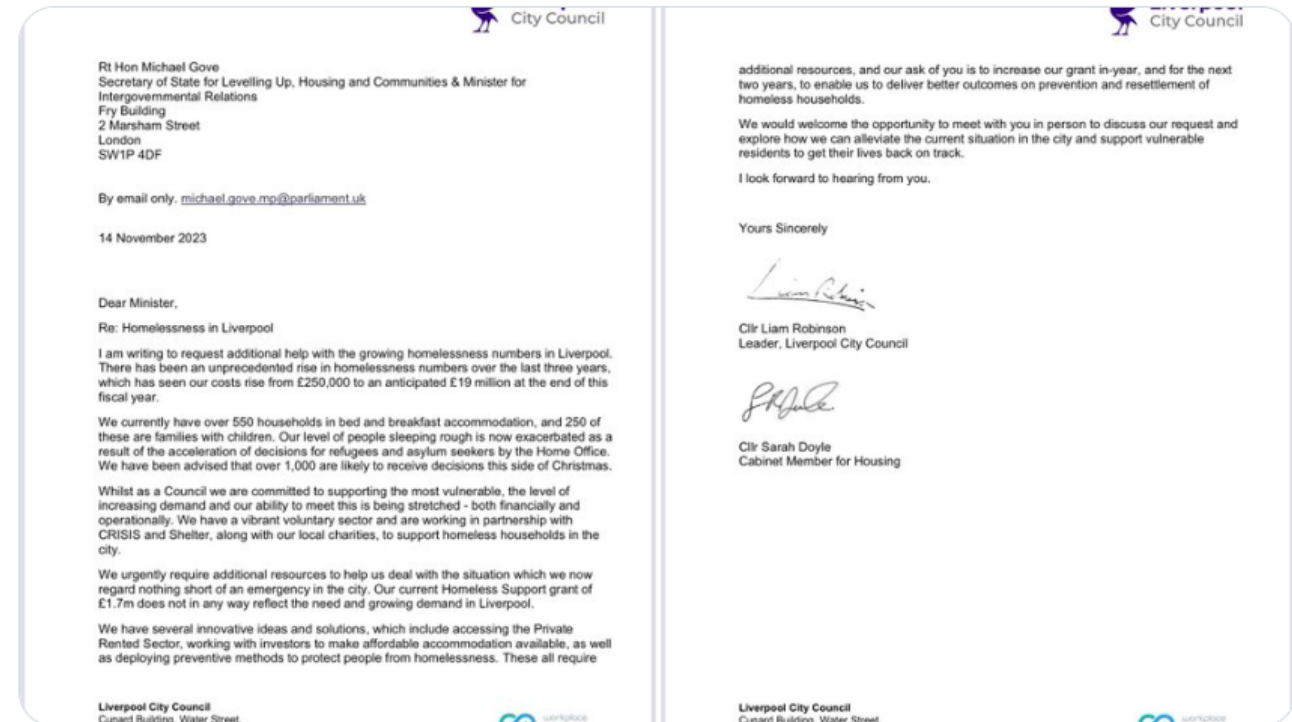 City Council
Rt Hon Michael Gove
Secretary of State for Levelling Up, Housing and Communities & Minister for
Intergovernmental Relations
Fry Building
2 Marsham Street
London
SW1P 4DF
By email only. michael.gove.mp@parliament.uk
14 November 2023
Dear Minister,
Re: Homelessness in Liverpool
I am writing to request additional help with the growing homelessness numbers in Liverpool.
There has been an unprecedented rise in homelessness numbers over the last three years,
which has seen our costs rise from £250,000 to an anticipated £19 million at the end of this
fiscal year.
We currently have over 550 households in bed and breakfast accommodation, and 250 of
these are families with children. Our level of people sleeping rough is now exacerbated as a
result of the acceleration of decisions for refugees and asylum seekers by the Home Office.
We have been advised that over 1,000 are likely to receive decisions this side of Christmas.
Whilst as a Council we are committed to supporting the most vulnerable, the level of
increasing demand and our ability to meet this is being stretched - both financially and
operationally. We have a vibrant voluntary sector and are working in partnership with
CRISIS and Shelter, along with our local charities, to support homeless households in the
city.
We urgently require additional resources to help us deal with the situation which we now
regard nothing short of an emergency in the city. Our current Homeless Support grant of
£1.7m does not in any way reflect the need and growing demand in Liverpool.
We have several innovative ideas and solutions, which include accessing the Private
Rented Sector, working with investors to make affordable accommodation available, as well
as deploying preventive methods to protect people from homelessness. These all require
Liverpool City Council
Cunard Building, Water Street,
workplace
Liverpool
City Council
additional resources, and our ask of you is to increase our grant in-year, and for the next
two years, to enable us to deliver better outcomes on prevention and resettlement of
homeless households.
We would welcome the opportunity to meet with you in person to discuss our request and
explore how we can alleviate the current situation in the city and support vulnerable
residents to get their lives back on track.
I look forward to hearing from you.
Yours Sincerely
Liam Robinson
Cllr Liam Robinson
Leader, Liverpool City Council
Cllr Sarah Doyle
Cabinet Member for Housing
Liverpool City Council
Cunard Building, Water Street,
workplace